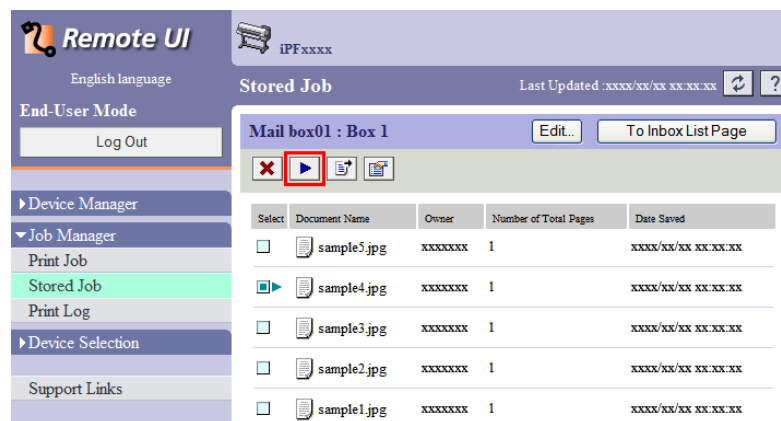 Remote UI
English language
End-User Mode
Log Out
Device Manager
Job Manager
Print Job
Stored Job
Print Log
Device Selection
Support Links
iPFxxxx
Stored Job Last Updated :xxxx/xx/xx xx:xx:xx ?
Mail box01 : Box 1 Edit... To Inbox List Page
Select Document Name Owner Number of Total Pages Date Saved
sample5.jpg xxxxxxx 1 xxxx/xx/xx xx:xx:xx
sample4.jpg xxxxxxx 1 xxxx/xx/xx xx:xx:xx
sample3.jpg xxxxxxx 1 xxxx/xx/xx xx:xx:xx
sample2.jpg xxxxxxx 1 xxxx/xx/xx xx:xx:xx
sample1.jpg xxxxxxx 1 xxxx/xx/xx xx:xx:xx